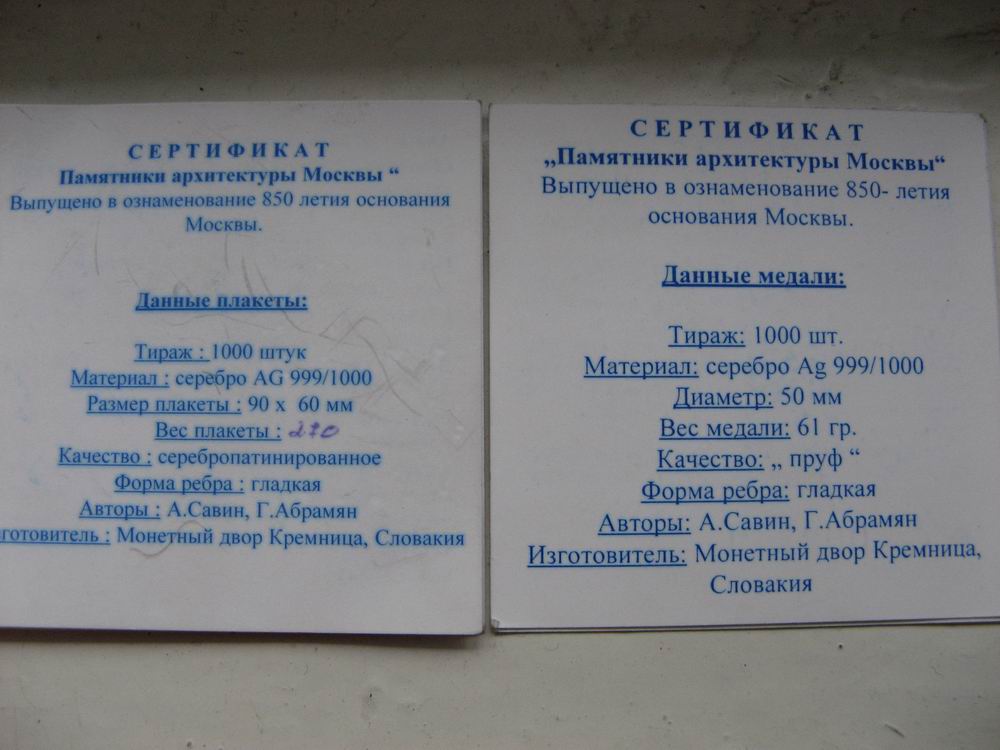 СЕРТИФИКАТ
Памятники архитектуры Москвы “
Выпущено в ознаменование 850 летия основания
Москвы.
Данные плакеты:
Тираж : 1000 штук
Материал : серебро AG 999/1000
Размер плакеты : 90 х 60 мм
Вес плакеты : 270
Качество : серебропатинированное
Форма ребра : гладкая
Авторы : А.Савин, Г.Абрамян
зготовитель : Монетный двор Кремница, Словакия
СЕРТИФИКАТ
„Памятники архитектуры Москвы“
Выпущено в ознаменование 850- летия
основания Москвы.
Данные медали:
Тираж: 1000 шт.
Материал: серебро Ag 999/1000
Диаметр: 50 мм
Вес медали: 61 гр.
Качество: „ пруф “
Форма ребра: гладкая
Авторы: А.Савин, Г.Абрамян
Изготовитель: Монетный двор Кремница,
Словакия